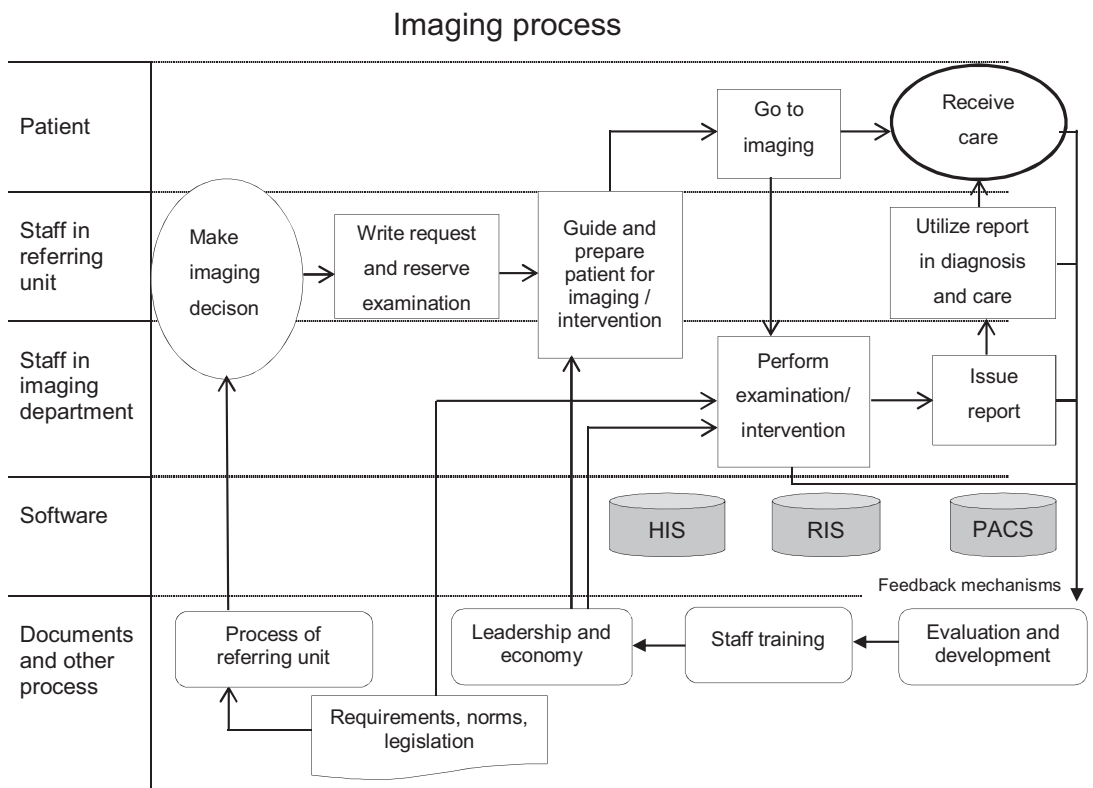 Imaging process
Patient
Go to
imaging
Receive
care
Staff in
referring
unit
Make
imaging
decison
Write request
and reserve
examination
Guide and
prepare
patient for
imaging /
intervention
Utilize report
in diagnosis
and care
Staff in
imaging
department
Perform
examination/
intervention
Issue
report
Software
HIS
RIS
PACS
Feedback mechanisms
Documents
and other
process
Process of
referring unit
Leadership and
economy
Staff training
Evaluation and
development
Requirements, norms,
legislation